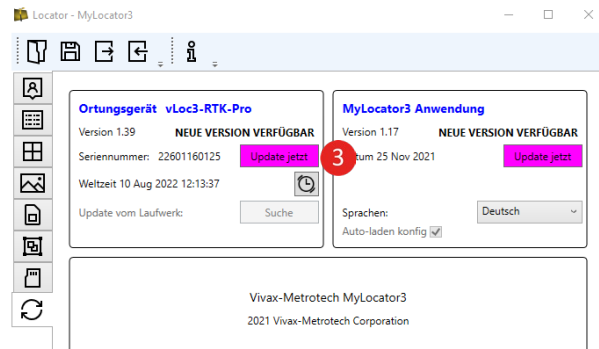 Locator - MyLocator3
Ortungsgerät vLoc3-RTK-Pro
Version 1.39 NEUE VERSION VERFÜGBAR
Seriennummer: 22601160125 Update jetzt
Weltzeit 10 Aug 2022 12:13:37
Update vom Laufwerk: Suche
3
MyLocator3 Anwendung
Version 1.17 NEUE VERSION VERFÜGBAR
tum 25 Nov 2021 Update jetzt
Sprachen: Deutsch
Auto-laden konfig
Vivax-Metrotech MyLocator3
2021 Vivax-Metrotech Corporation